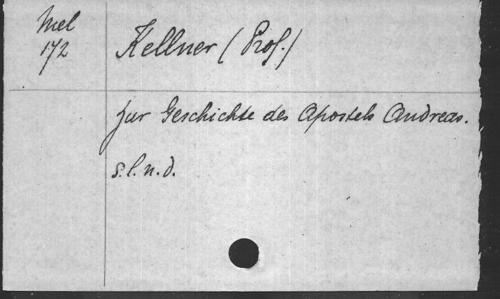 Mel
172
Kellner (Prof.)
Zur Geschichte des Apostels Andreas.
s.l.n.d.